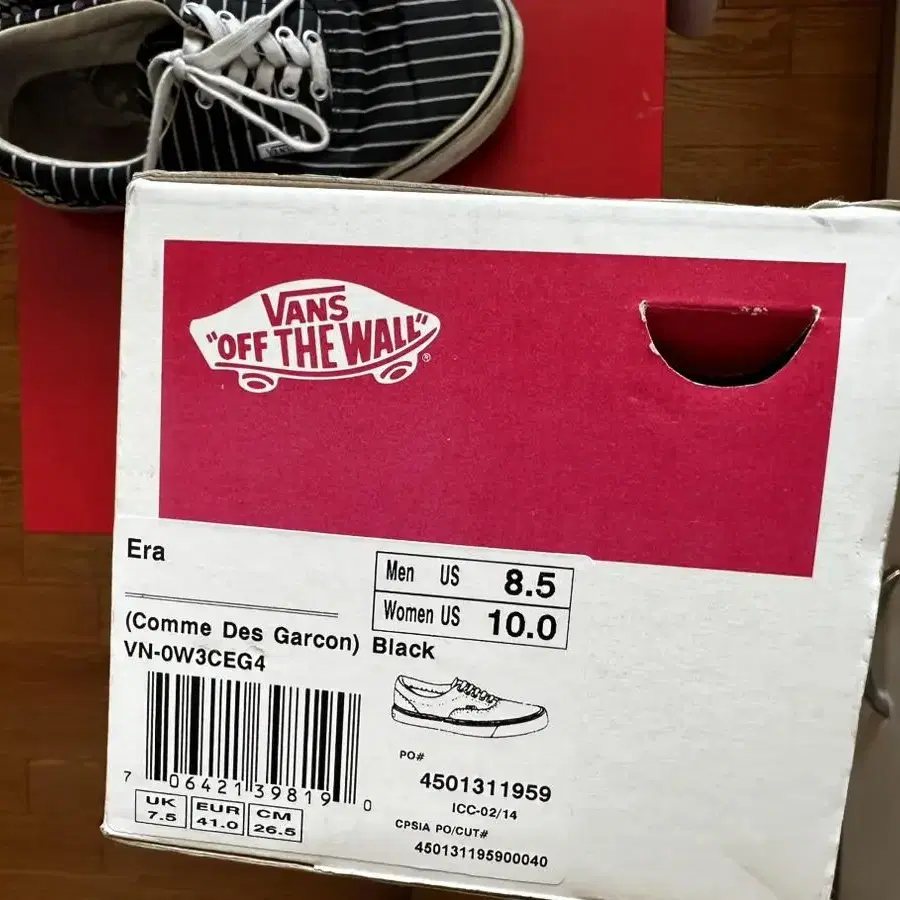 VANS
VANS
"OFF THE WALL"®
Era
Men US 8.5
Women US 10.0
(Comme Des Garcon) Black
VN-0W3CEG4
7 06421 39819 0
PO#
4501311959
ICC-02/14
CPSIA PO/CUT#
450131195900040
UK 7.5
EUR 41.0
CM 26.5